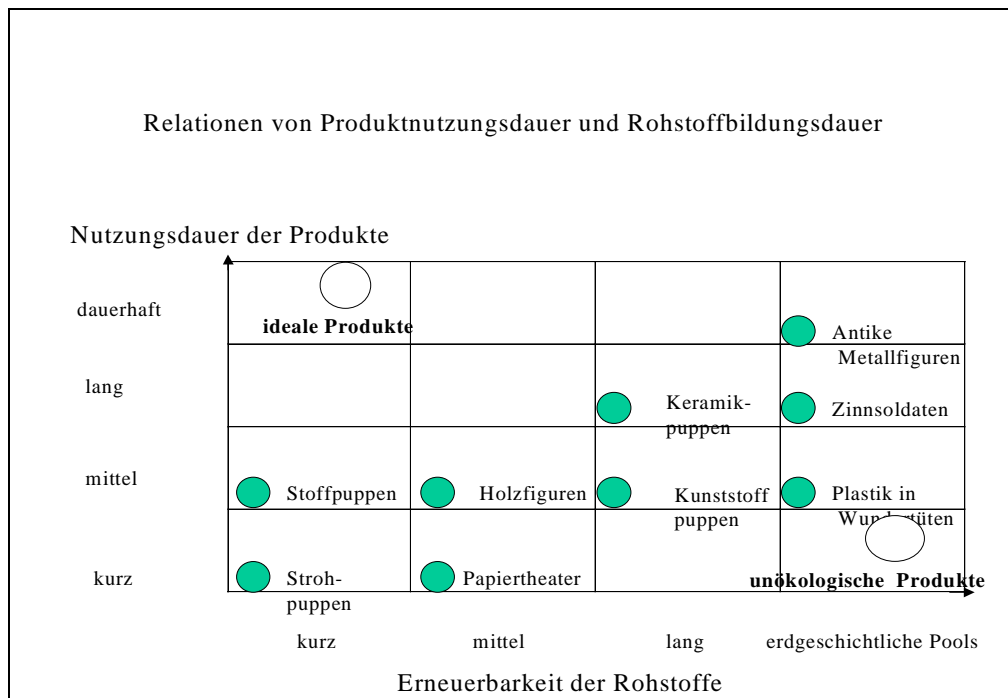 Relationen von Produktnutzungsdauer und Rohstoffbildungsdauer
Nutzungsdauer der Produkte
dauerhaft
ideale Produkte
Antike
Metallfiguren
lang
Keramik-
puppen
Zinnsoldaten
mittel
Stoffpuppen
Holzfiguren
Kunststoff
puppen
Plastik in
Wundertüten
kurz
Stroh-
puppen
Papiertheater
unökologische Produkte
kurz
mittel
lang
erdgeschichtliche Pools
Erneuerbarkeit der Rohstoffe